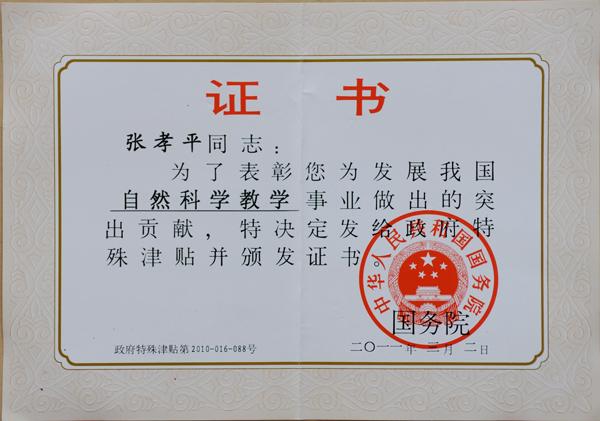 证 书
张孝平同志：
为了表彰您为发展我国
自然科学教学事业做出的突
出贡献，特决定发给政府特
殊津贴并颁发证书。
中华人民共和国国务院
国务院
政府特殊津贴第2010-016-088号
二〇一一年 二月 二日